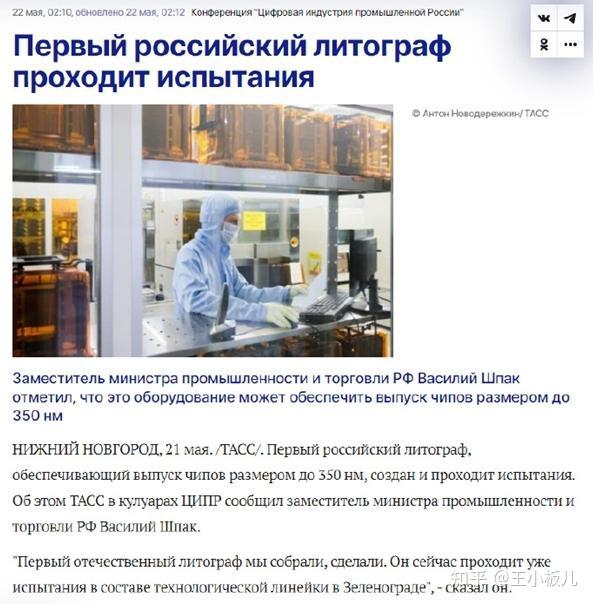 22 мая, 02:10, обновлено 22 мая, 02:12 Конференция "Цифровая индустрия промышленной России"
Первый российский литограф
проходит испытания
© Антон Новодережкин/ ТАСС
Заместитель министра промышленности и торговли РФ Василий Шпак
отметил, что это оборудование может обеспечить выпуск чипов размером до
350 нм
НИЖНИЙ НОВГОРОД, 21 мая. /ТАСС/. Первый российский литограф,
обеспечивающий выпуск чипов размером до 350 нм, создан и проходит испытания.
Об этом ТАСС в кулуарах ЦИПР сообщил заместитель министра промышленности и
торговли РФ Василий Шпак.
"Первый отечественный литограф мы собрали, сделали. Он сейчас проходит уже
испытания в составе технологической линейки в Зеленограде", - сказал он.
知乎 @王小板儿